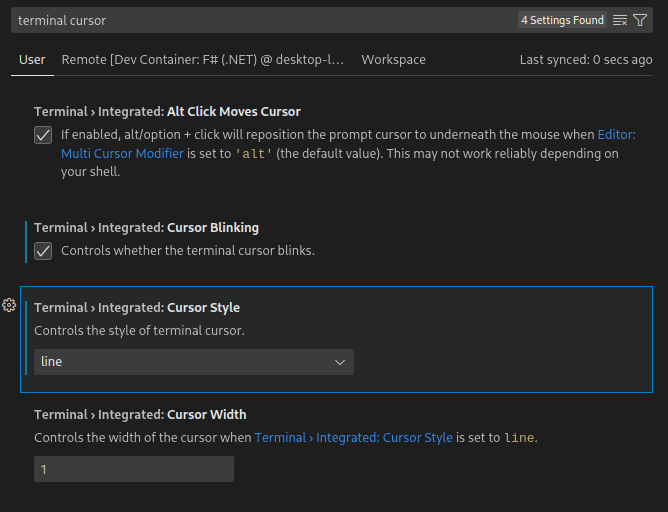 terminal cursor
4 Settings Found
User Remote [Dev Container: F# (.NET) @ desktop-l... Workspace Last synced: 0 secs ago
Terminal › Integrated: Alt Click Moves Cursor
If enabled, alt/option + click will reposition the prompt cursor to underneath the mouse when Editor:
Multi Cursor Modifier is set to 'alt' (the default value). This may not work reliably depending on
your shell.
Terminal › Integrated: Cursor Blinking
Controls whether the terminal cursor blinks.
Terminal › Integrated: Cursor Style
Controls the style of terminal cursor.
line
Terminal › Integrated: Cursor Width
Controls the width of the cursor when Terminal › Integrated: Cursor Style is set to line.
1